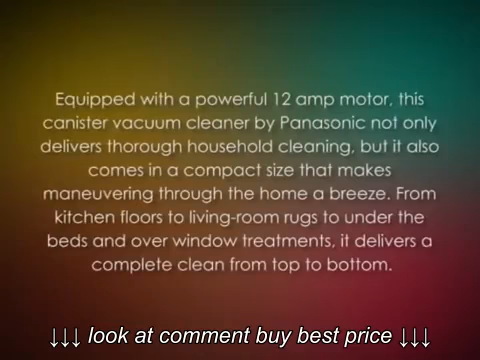 Equipped with a powerful 12 amp motor, this
canister vacuum cleaner by Panasonic not only
delivers thorough household cleaning, but it also
comes in a compact size that makes
maneuvering through the home a breeze. From
kitchen floors to living-room rugs to under the
beds and over window treatments, it delivers a
complete clean from top to bottom.
↓↓↓ look at comment buy best price ↓↓↓